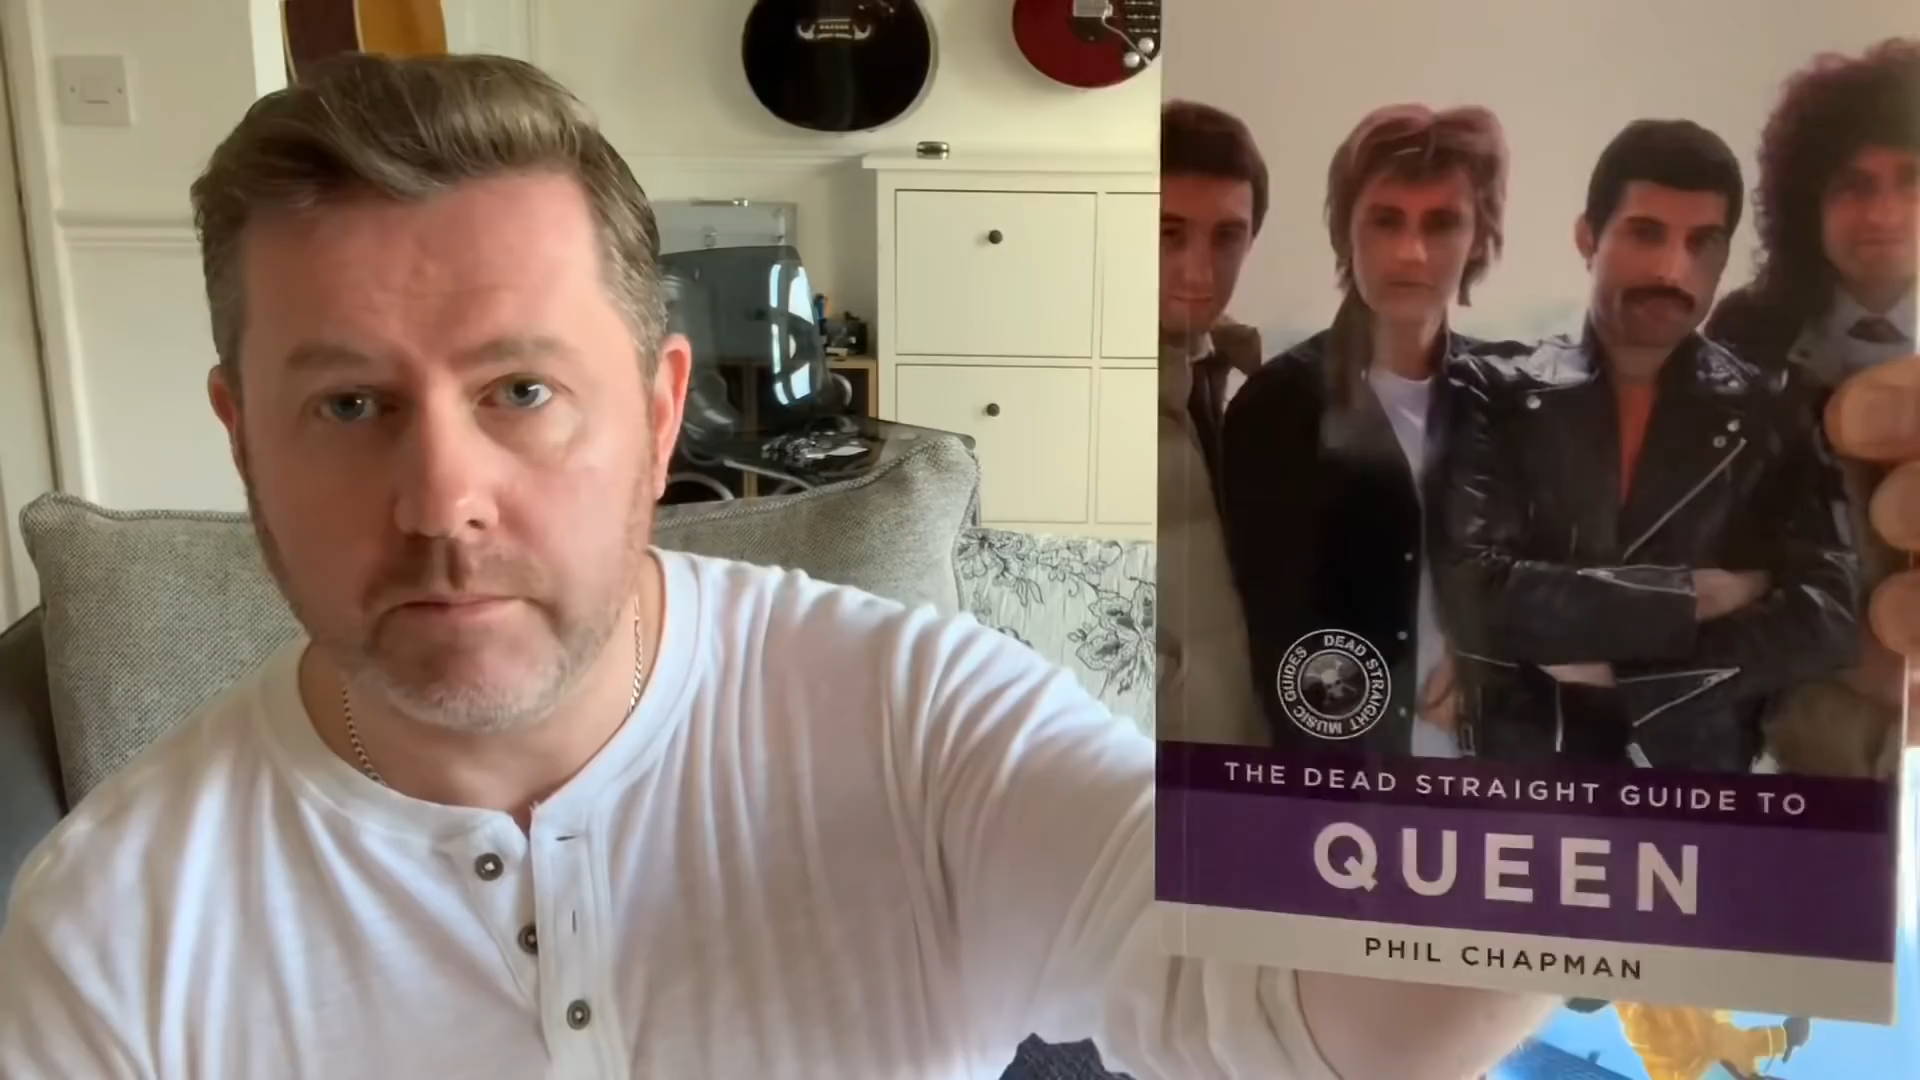 DEAD STRAIGHT MUSIC GUIDES
THE DEAD STRAIGHT GUIDE TO
QUEEN
PHIL CHAPMAN